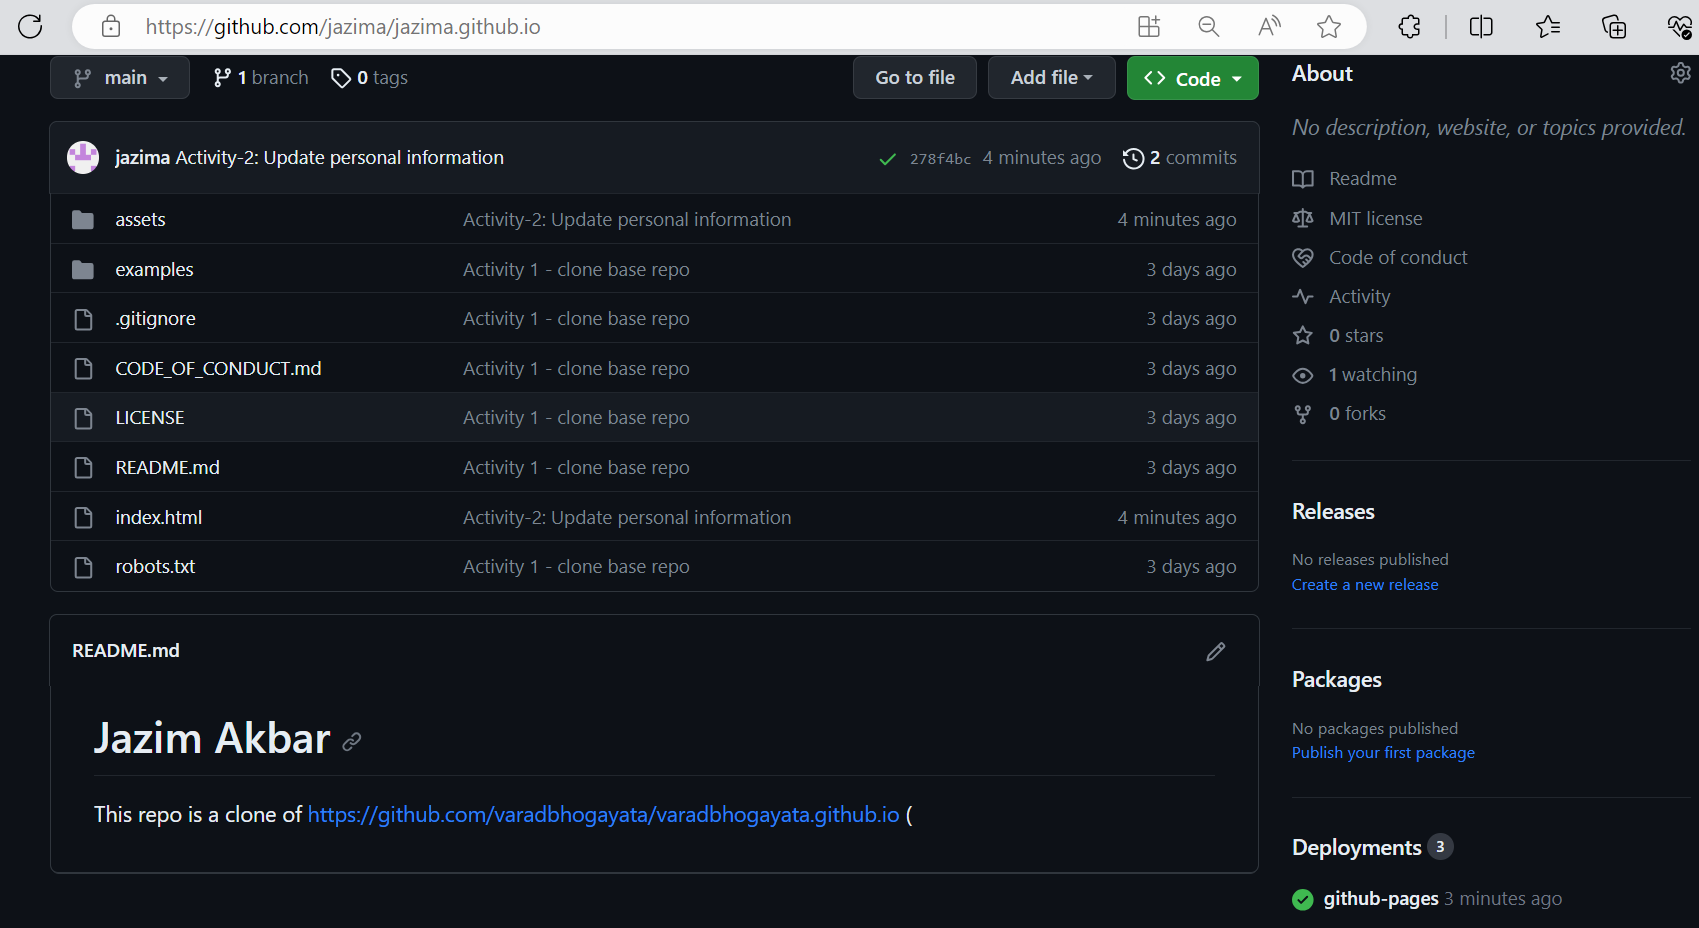 https://github.com/jazima/jazima.github.io
main 1 branch 0 tags Go to file Add file Code
jazima Activity-2: Update personal information 278f4bc 4 minutes ago 2 commits
assets Activity-2: Update personal information 4 minutes ago
examples Activity 1 - clone base repo 3 days ago
.gitignore Activity 1 - clone base repo 3 days ago
CODE_OF_CONDUCT.md Activity 1 - clone base repo 3 days ago
LICENSE Activity 1 - clone base repo 3 days ago
README.md Activity 1 - clone base repo 3 days ago
index.html Activity-2: Update personal information 4 minutes ago
robots.txt Activity 1 - clone base repo 3 days ago
README.md
Jazim Akbar
This repo is a clone of https://github.com/varadbhogayata/varadbhogayata.github.io (
About
No description, website, or topics provided.
Readme
MIT license
Code of conduct
Activity
0 stars
1 watching
0 forks
Releases
No releases published
Create a new release
Packages
No packages published
Publish your first package
Deployments 3
github-pages 3 minutes ago